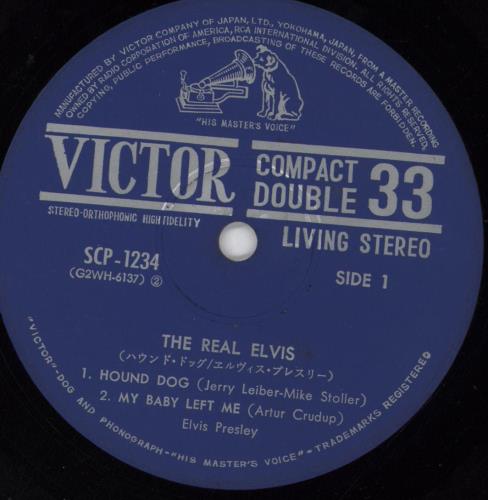 MANUFACTURED BY VICTOR COMPANY OF JAPAN, LTD., YOKOHAMA, JAPAN, FROM A MASTER RECORDING
OWNED BY RADIO CORPORATION OF AMERICA, RCA INTERNATIONAL DIVISION. ALL RIGHTS RESERVED,
COPYING, PUBLIC PERFORMANCE, BROADCASTING OF THESE RECORDS ARE FORBIDDEN.
"HIS MASTER'S VOICE"
VICTOR
COMPACT
DOUBLE 33
STEREO-ORTHOPHONIC HIGH FIDELITY
LIVING STEREO
SCP-1234
(G2WH-6137) ②
SIDE 1
THE REAL ELVIS
(ハウンド・ドッグ/エルヴィス・プレスリー)
1. HOUND DOG (Jerry Leiber-Mike Stoller)
2. MY BABY LEFT ME (Artur Crudup)
Elvis Presley
"VICTOR"-DOG AND PHONOGRAPH-"HIS MASTER'S VOICE"-TRADEMARKS REGISTERED